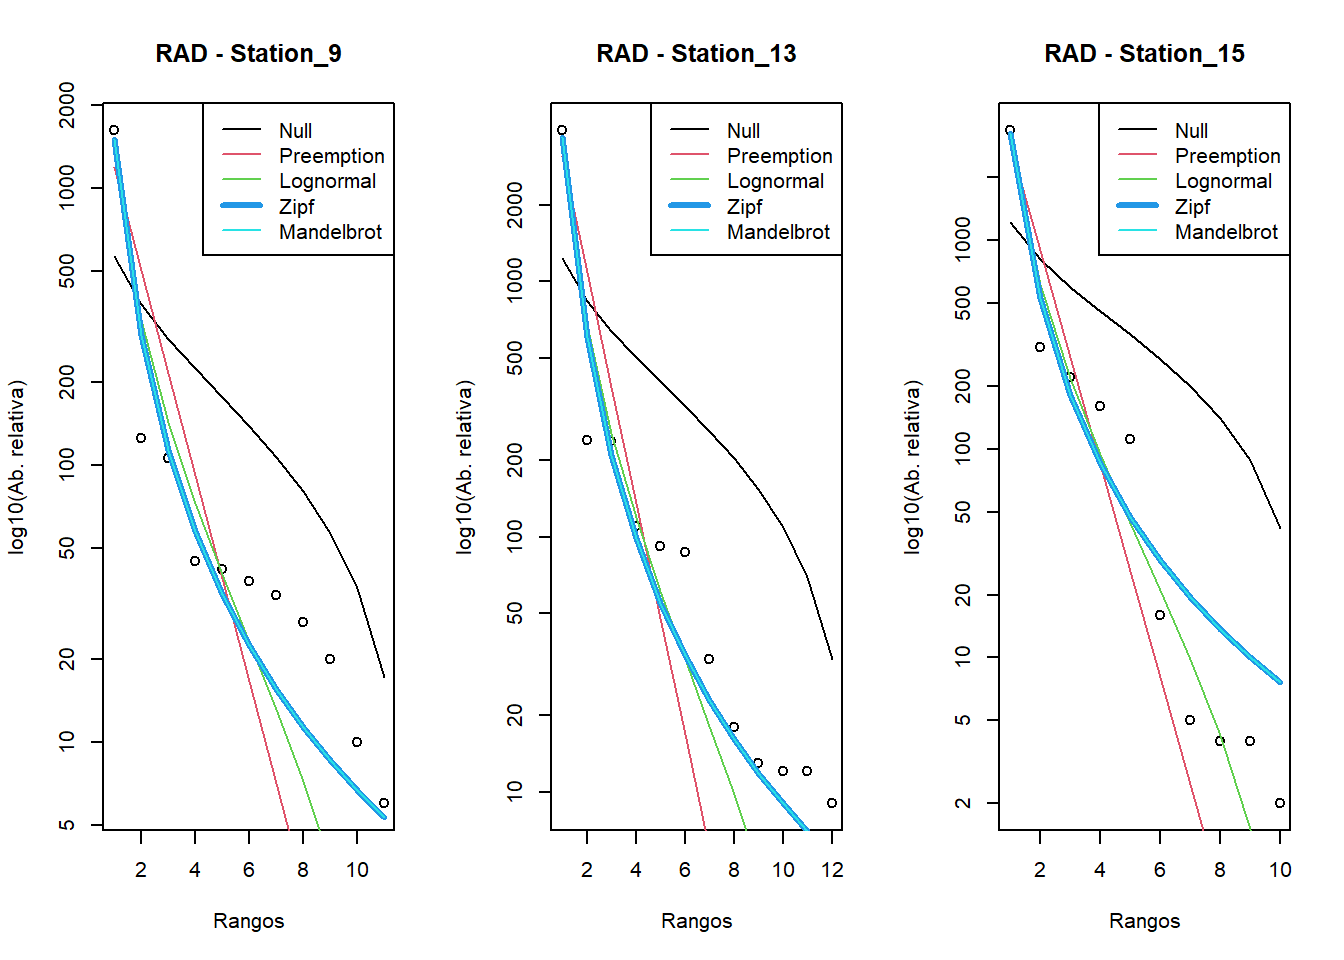 RAD - Station_9
log10(Ab. relativa)
2000
1000
500
200
100
50
20
10
5
Null
Preemption
Lognormal
Zipf
Mandelbrot
2 4 6 8 10
Rangos
RAD - Station_13
log10(Ab. relativa)
2000
1000
500
200
100
50
20
10
Null
Preemption
Lognormal
Zipf
Mandelbrot
2 4 6 8 10 12
Rangos
RAD - Station_15
log10(Ab. relativa)
1000
500
200
100
50
20
10
5
2
Null
Preemption
Lognormal
Zipf
Mandelbrot
2 4 6 8 10
Rangos